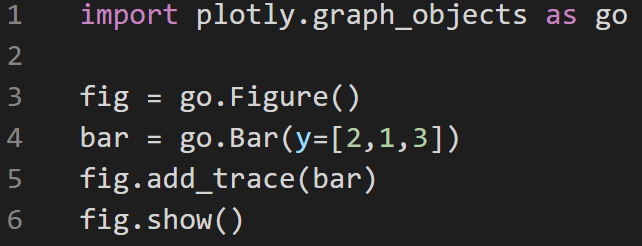 1 import plotly.graph_objects as go
2
3 fig = go.Figure()
4 bar = go.Bar(y=[2,1,3])
5 fig.add_trace(bar)
6 fig.show()